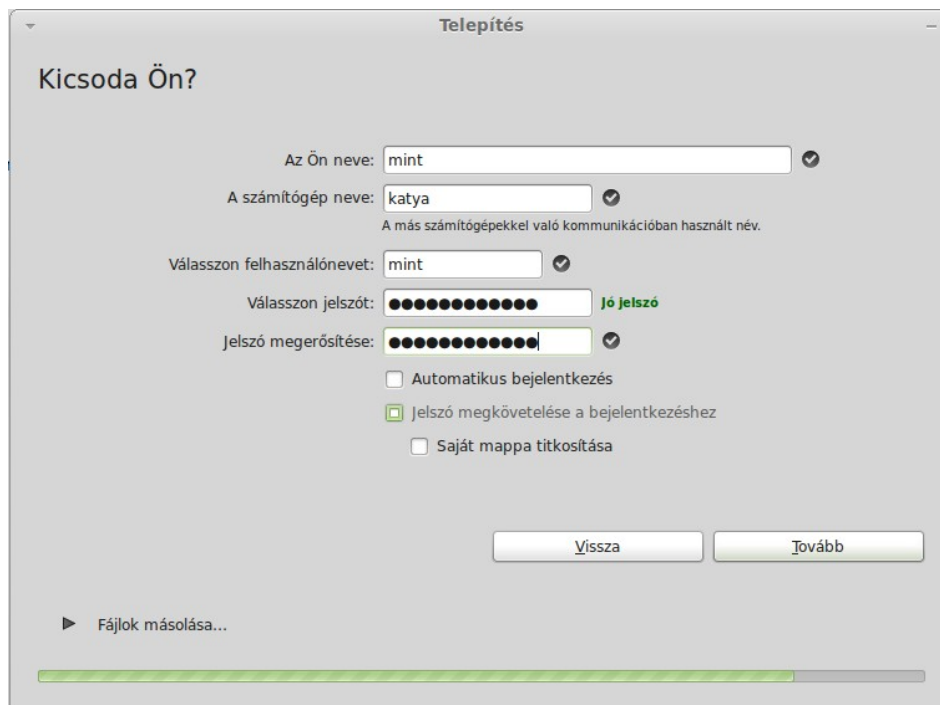 Telepítés
Kicsoda Ön?
Az Ön neve: mint
A számítógép neve: katya
A más számítógépekkel való kommunikációban használt név.
Válasszon felhasználónevet: mint
Válasszon jelszót: ●●●●●●●●●●●● Jó jelszó
Jelszó megerősítése: ●●●●●●●●●●●●
Automatikus bejelentkezés
Jelszó megkövetelése a bejelentkezéshez
Saját mappa titkosítása
Vissza Tovább
Fájlok másolása...